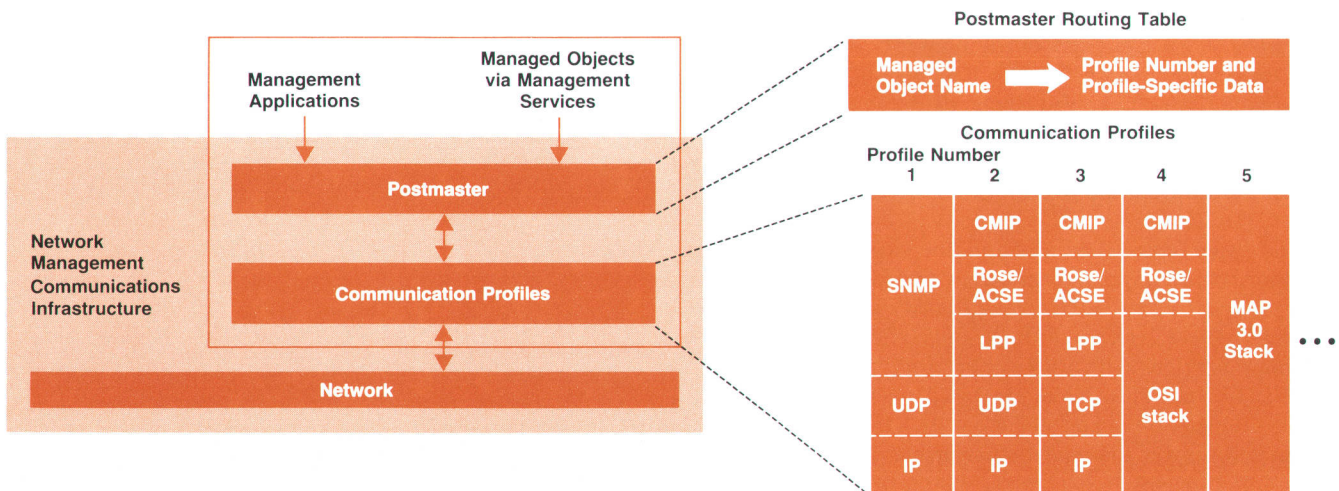 Management
Applications
Managed Objects
via Management
Services
Postmaster
Network
Management
Communications
Infrastructure
Communication Profiles
Network
Postmaster Routing Table
Managed
Object Name
Profile Number and
Profile-Specific Data
Communication Profiles
Profile Number
1 2 3 4 5
CMIP CMIP CMIP
SNMP
Rose/
ACSE
Rose/
ACSE
Rose/
ACSE
LPP LPP
MAP
3.0
Stack
•••
UDP UDP TCP
OSI
stack
IP IP IP